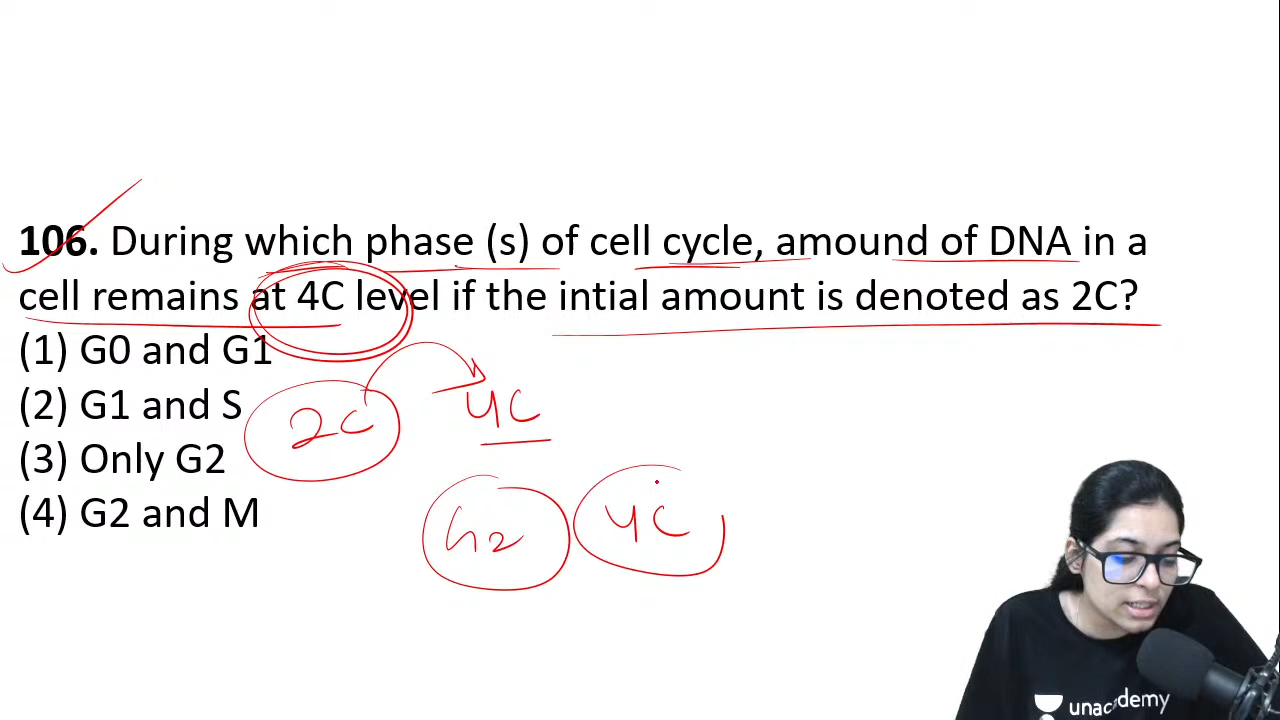 106. During which phase (s) of cell cycle, amound of DNA in a
cell remains at 4C level if the intial amount is denoted as 2C?
(1) G0 and G1
(2) G1 and S
(3) Only G2
(4) G2 and M
2C 4C
G2 4C
unacademy